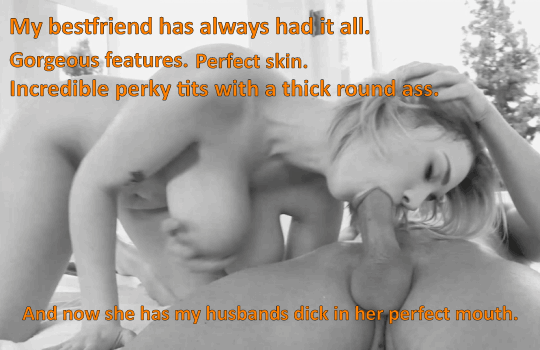 My bestfriend has always had it all.
Gorgeous features. Perfect skin.
Incredible perky tits with a thick round ass.
And now she has my husbands dick in her perfect mouth.